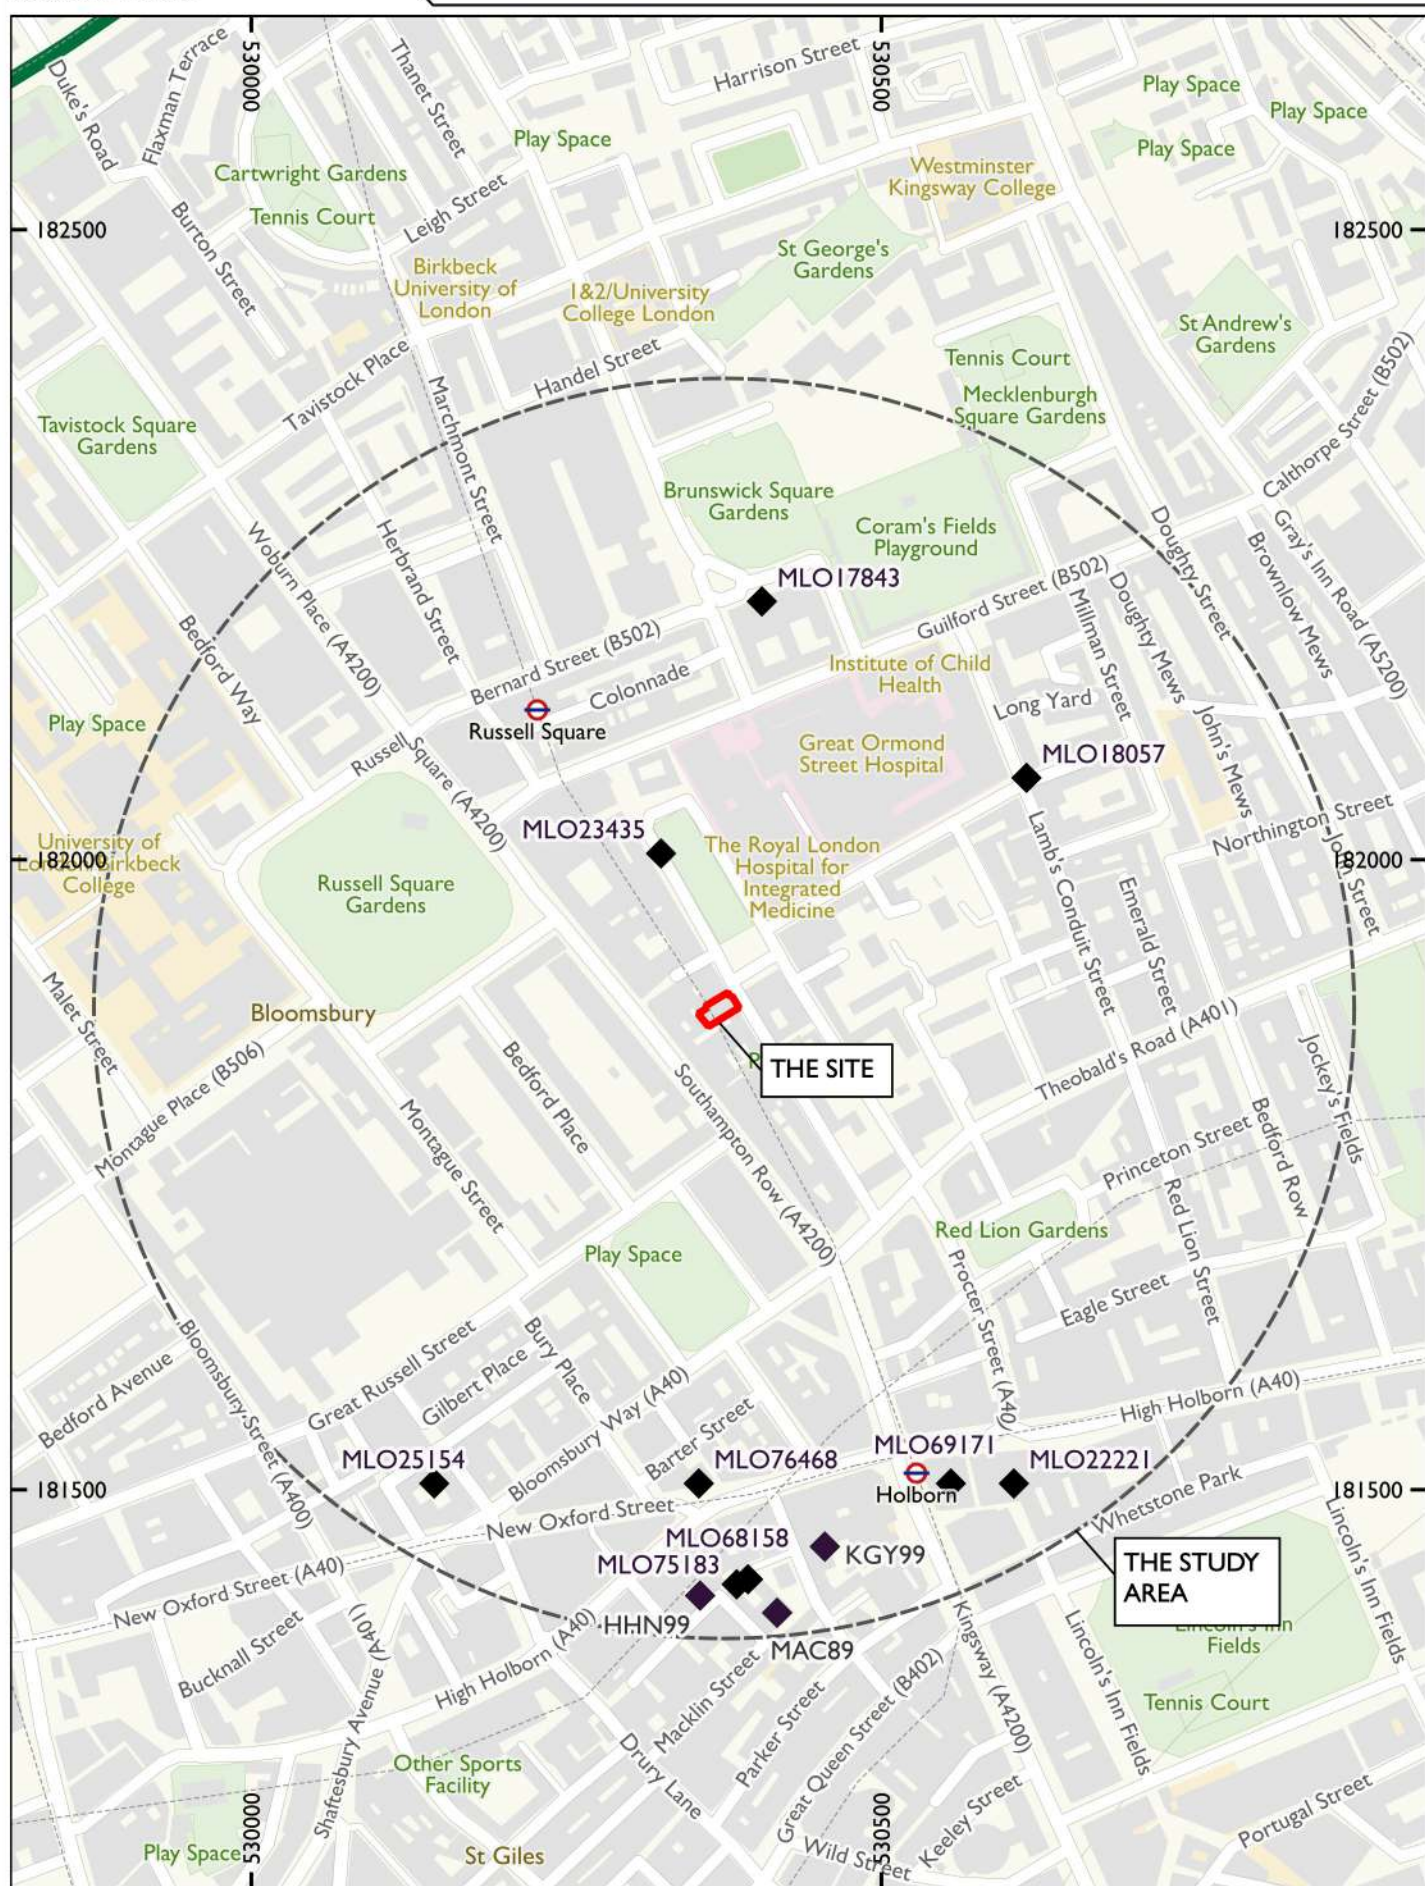 530000
530500
Duke's Road
Flaxman Terrace
Thanet Street
Harrison Street
Play Space
Play Space
Play Space
Play Space
Cartwright Gardens
Tennis Court
Leigh Street
Burton Street
Westminster
Kingsway College
182500
182500
St George's
Gardens
Birkbeck
University of
London
1&2/University
College London
St Andrew's
Gardens
Handel Street
Tavistock Place
Marchmont Street
Tennis Court
Mecklenburgh
Square Gardens
Calthorpe Street (B502)
Tavistock Square
Gardens
Brunswick Square
Gardens
Coram's Fields
Playground
Woburn Place (A4200)
Herbrand Street
Doughty Street
Gray's Inn Road (A5200)
Brownlow Mews
MLO17843
Guilford Street (B502)
Millman Street
Doughty Mews
Bedford Way
Bernard Street (B502)
Colonnade
Institute of Child
Health
Long Yard
Play Space
Russell Square
Russell Square (A4200)
Great Ormond
Street Hospital
MLO18057
John's Mews
MLO23435
The Royal London
Hospital for
Integrated
Medicine
Lamb's Conduit Street
Northington Street
University of
London/Birkbeck
College
182000
182000
John Street
Russell Square
Gardens
Emerald Street
Malet Street
Bloomsbury
THE SITE
P
Theobald's Road (A401)
Jockey's Fields
Montague Place (B506)
Bedford Place
Montague Street
Southampton Row (A4200)
Bedford Row
Princeton Street
Red Lion Street
Red Lion Gardens
Play Space
Procter Street (A40)
Eagle Street
Bloomsbury Street (A400)
Bedford Avenue
Great Russell Street
Gilbert Place
Bury Place
Bloomsbury Way (A40)
Barter Street
High Holborn (A40)
MLO25154
MLO76468
MLO69171
MLO22221
181500
181500
Holborn
Whetstone Park
New Oxford Street
MLO68158
MLO75183
KGY99
THE STUDY
AREA
Lincoln's Inn Fields
New Oxford Street (A40)
HHN99
MAC89
Lincoln's Inn
Fields
Bucknall Street
Shaftesbury Avenue (A401)
High Holborn (A40)
Macklin Street
Parker Street
Great Queen Street (B402)
Kingsway (A4200)
Lincoln's Inn Fields
Tennis Court
Other Sports
Facility
Drury Lane
Keeley Street
Portugal Street
Play Space
St Giles
Wild Street
530000
530500